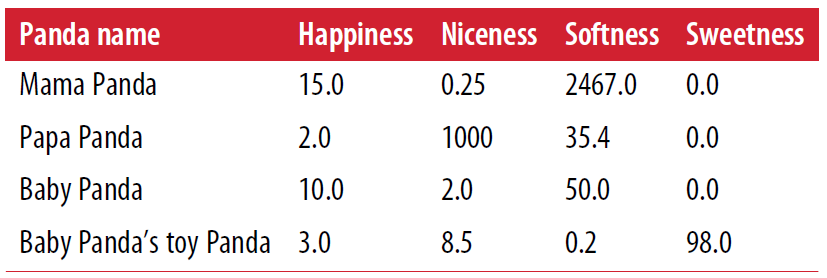 Panda name Happiness Niceness Softness Sweetness
Mama Panda 15.0 0.25 2467.0 0.0
Papa Panda 2.0 1000 35.4 0.0
Baby Panda 10.0 2.0 50.0 0.0
Baby Panda’s toy Panda 3.0 8.5 0.2 98.0